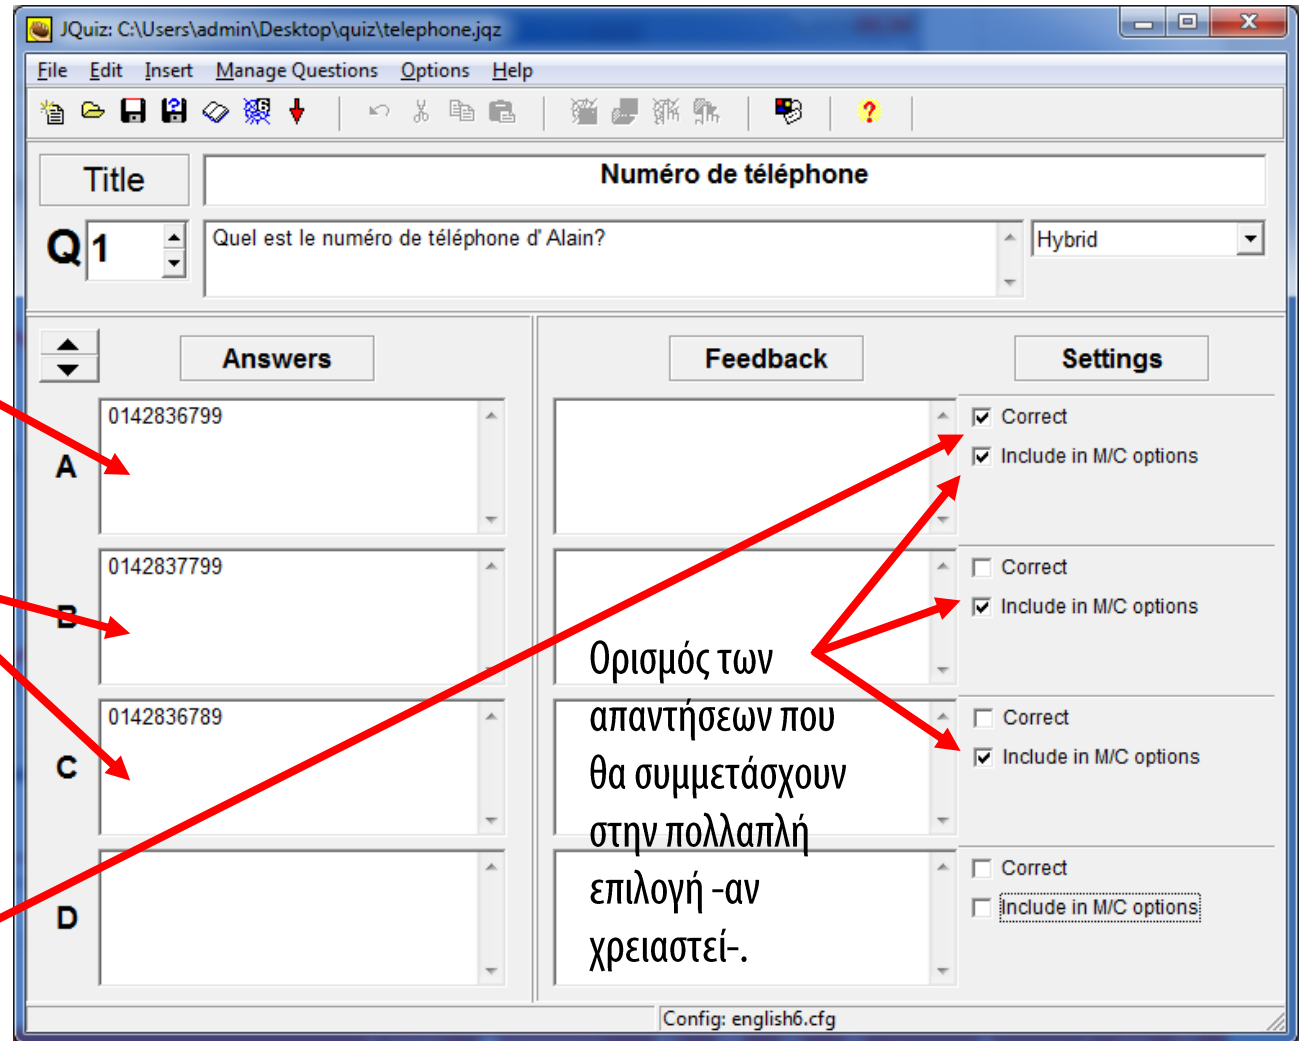 JQuiz: C:\Users\admin\Desktop\quiz\telephone.jqz
File Edit Insert Manage Questions Options Help
Title
Numéro de téléphone
Q 1
Quel est le numéro de téléphone d' Alain?
Hybrid
Answers
Feedback
Settings
A
0142836799
Correct
Include in M/C options
B
0142837799
Correct
Include in M/C options
C
0142836789
Correct
Include in M/C options
D
Correct
Include in M/C options
Ορισμός των
απαντήσεων που
θα συμμετάσχουν
στην πολλαπλή
επιλογή -αν
χρειαστεί-.
Config: english6.cfg